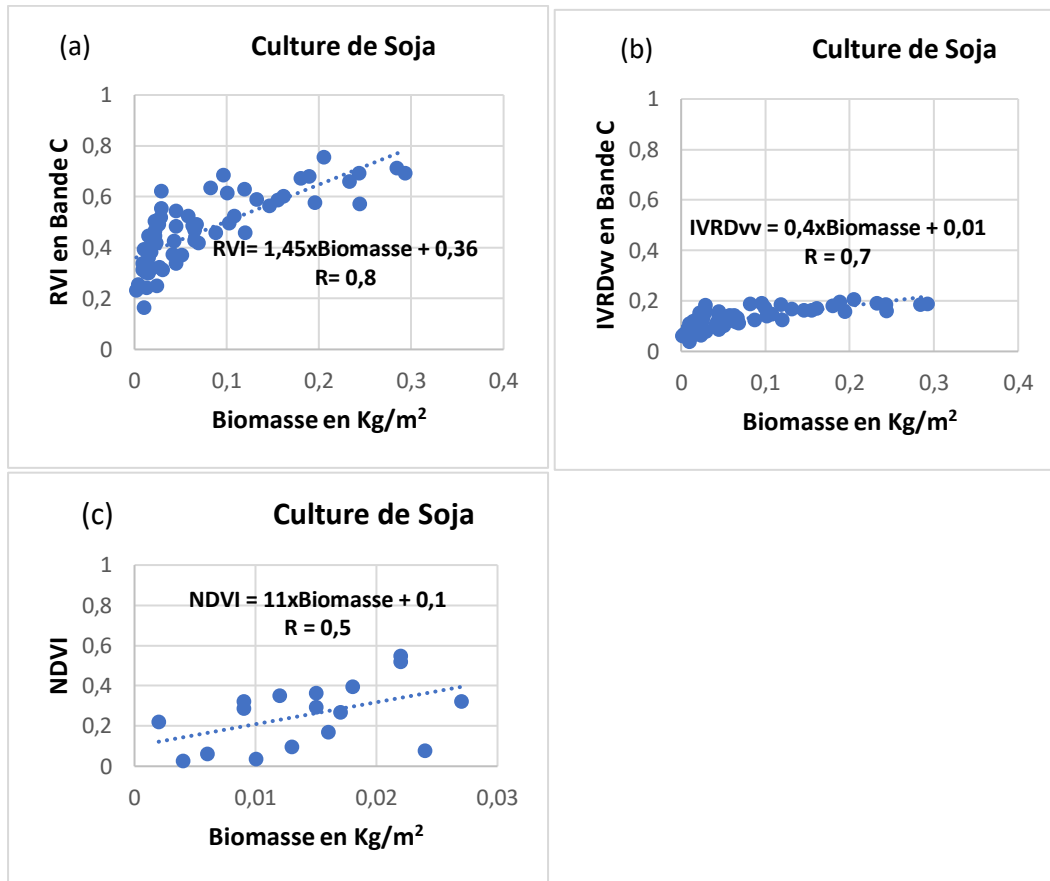 (a)
Culture de Soja
1
0,8
0,6
0,4
0,2
0
RVI en Bande C
RVI= 1,45xBiomasse + 0,36
R= 0,8
0
0,1
0,2
0,3
0,4
Biomasse en Kg/m²
(b)
Culture de Soja
1
0,8
0,6
0,4
0,2
0
IVRDvv en Bande C
IVRDvv = 0,4xBiomasse + 0,01
R = 0,7
0
0,1
0,2
0,3
0,4
Biomasse en Kg/m²
(c)
Culture de Soja
1
0,8
0,6
0,4
0,2
0
NDVI
NDVI = 11xBiomasse + 0,1
R = 0,5
0
0,01
0,02
0,03
Biomasse en Kg/m²